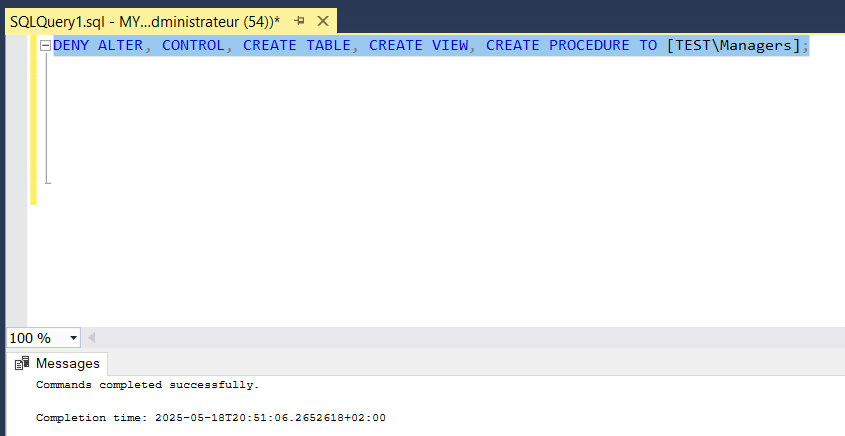 SQLQuery1.sql - MY...dministrateur (54))*
DENY ALTER, CONTROL, CREATE TABLE, CREATE VIEW, CREATE PROCEDURE TO [TEST\Managers];
100 %
Messages
Commands completed successfully.
Completion time: 2025-05-18T20:51:06.2652618+02:00